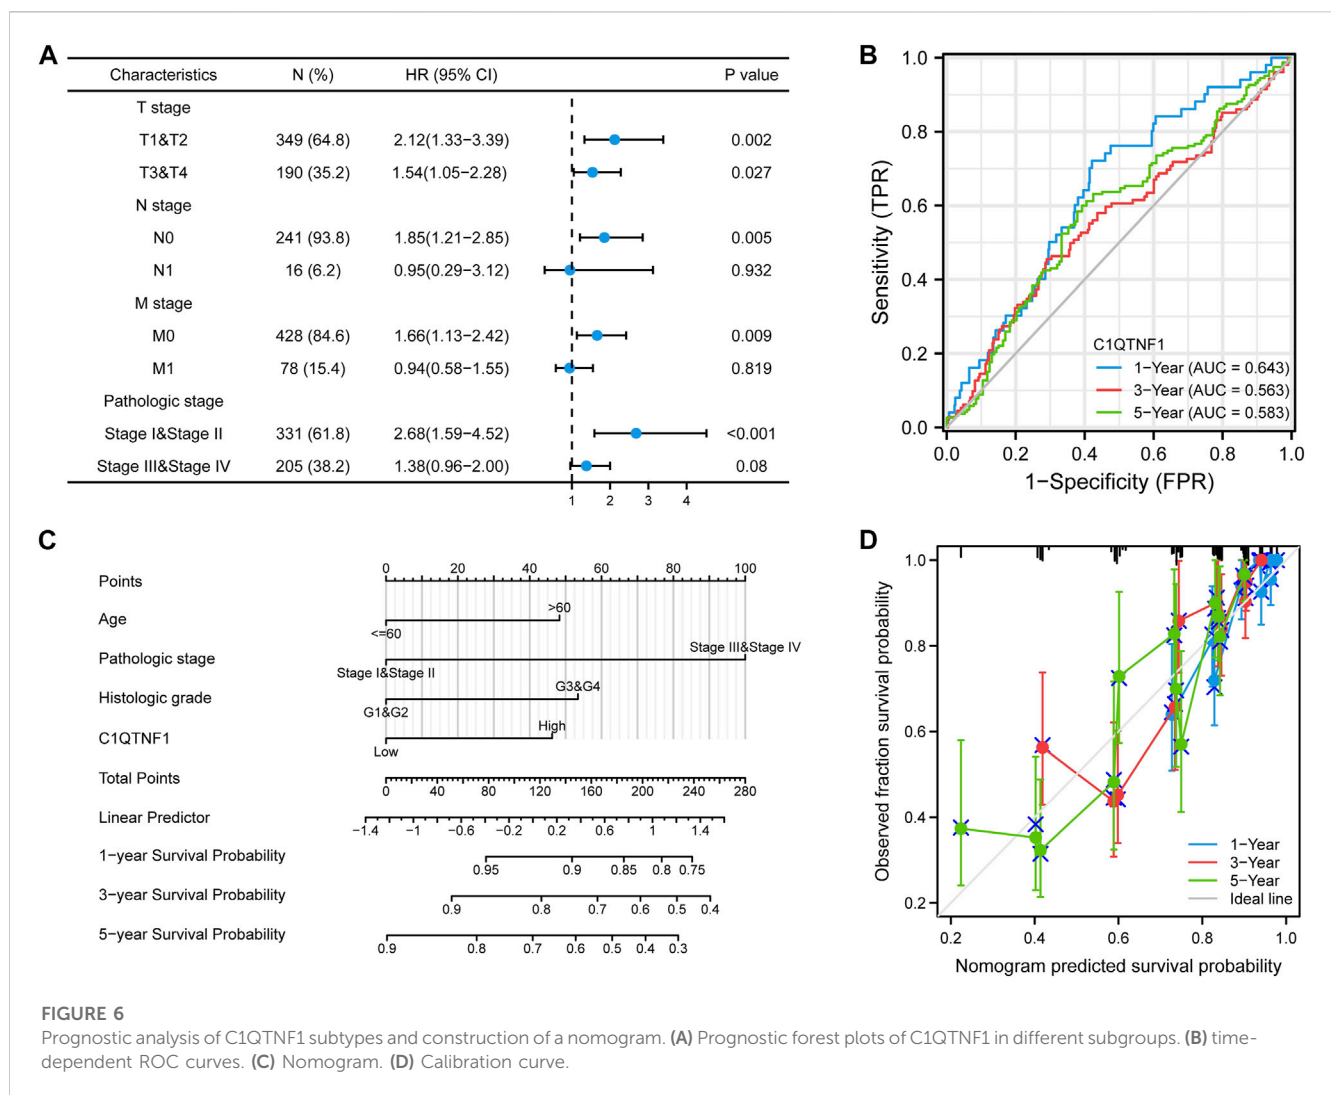 A
Characteristics N (%) HR (95% CI) P value
T stage
T1&T2 349 (64.8) 2.12(1.33−3.39) 0.002
T3&T4 190 (35.2) 1.54(1.05−2.28) 0.027
N stage
N0 241 (93.8) 1.85(1.21−2.85) 0.005
N1 16 (6.2) 0.95(0.29−3.12) 0.932
M stage
M0 428 (84.6) 1.66(1.13−2.42) 0.009
M1 78 (15.4) 0.94(0.58−1.55) 0.819
Pathologic stage
Stage I&Stage II 331 (61.8) 2.68(1.59−4.52) <0.001
Stage III&Stage IV 205 (38.2) 1.38(0.96−2.00) 0.08
1 2 3 4
B
Sensitivity (TPR)
1.0
0.8
0.6
0.4
0.2
0.0
C1QTNF1
1−Year (AUC = 0.643)
3−Year (AUC = 0.563)
5−Year (AUC = 0.583)
0.0 0.2 0.4 0.6 0.8 1.0
1−Specificity (FPR)
C
Points 0 20 40 60 80 100
Age <=60 >60
Pathologic stage Stage I&Stage II Stage III&Stage IV
Histologic grade G1&G2 G3&G4
C1QTNF1 Low High
Total Points 0 40 80 120 160 200 240 280
Linear Predictor −1.4 −1 −0.6 −0.2 0.2 0.6 1 1.4
1−year Survival Probability 0.95 0.9 0.85 0.8 0.75
3−year Survival Probability 0.9 0.8 0.7 0.6 0.5 0.4
5−year Survival Probability 0.9 0.8 0.7 0.6 0.5 0.4 0.3
D
Observed fraction survival probability
1.0
0.8
0.6
0.4
0.2
1−Year
3−Year
5−Year
Ideal line
0.2 0.4 0.6 0.8 1.0
Nomogram predicted survival probability
FIGURE 6
Prognostic analysis of C1QTNF1 subtypes and construction of a nomogram. (A) Prognostic forest plots of C1QTNF1 in different subgroups. (B) time-
dependent ROC curves. (C) Nomogram. (D) Calibration curve.